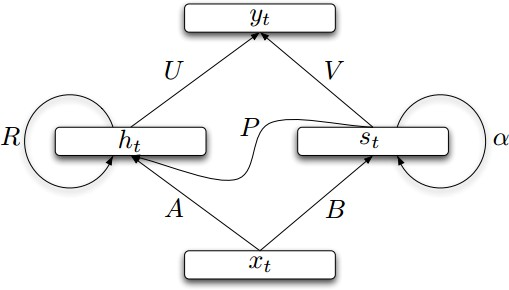 y_t
U V
R h_t P s_t α
A B
x_t